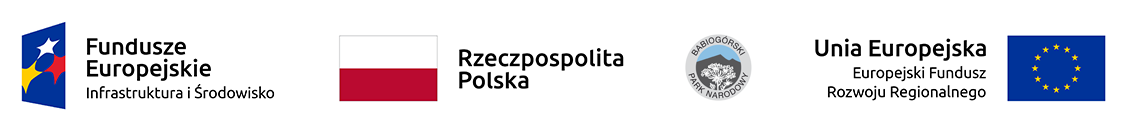 Fundusze
Europejskie
Infrastruktura i Środowisko
Rzeczpospolita
Polska
BABIOGÓRSKI
PARK NARODOWY
Unia Europejska
Europejski Fundusz
Rozwoju Regionalnego